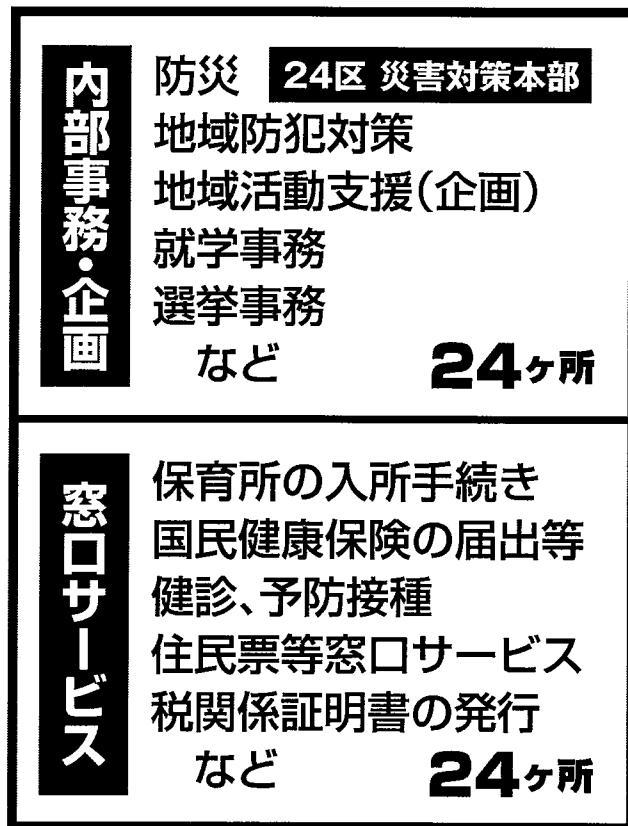 内部事務・企画
防災 24区 災害対策本部
地域防犯対策
地域活動支援(企画)
就学事務
選挙事務
など 24ヶ所
窓口サービス
保育所の入所手続き
国民健康保険の届出等
健診、予防接種
住民票等窓口サービス
税関係証明書の発行
など 24ヶ所